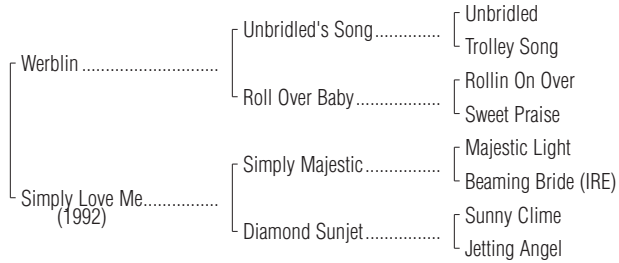 Unbridled
Unbridled's Song..............
Trolley Song
Werblin ............................
Rollin On Over
Roll Over Baby.................
Sweet Praise
Majestic Light
Simply Majestic...............
Beaming Bride (IRE)
Simply Love Me...............
(1992)
Sunny Clime
Diamond Sunjet...............
Jetting Angel